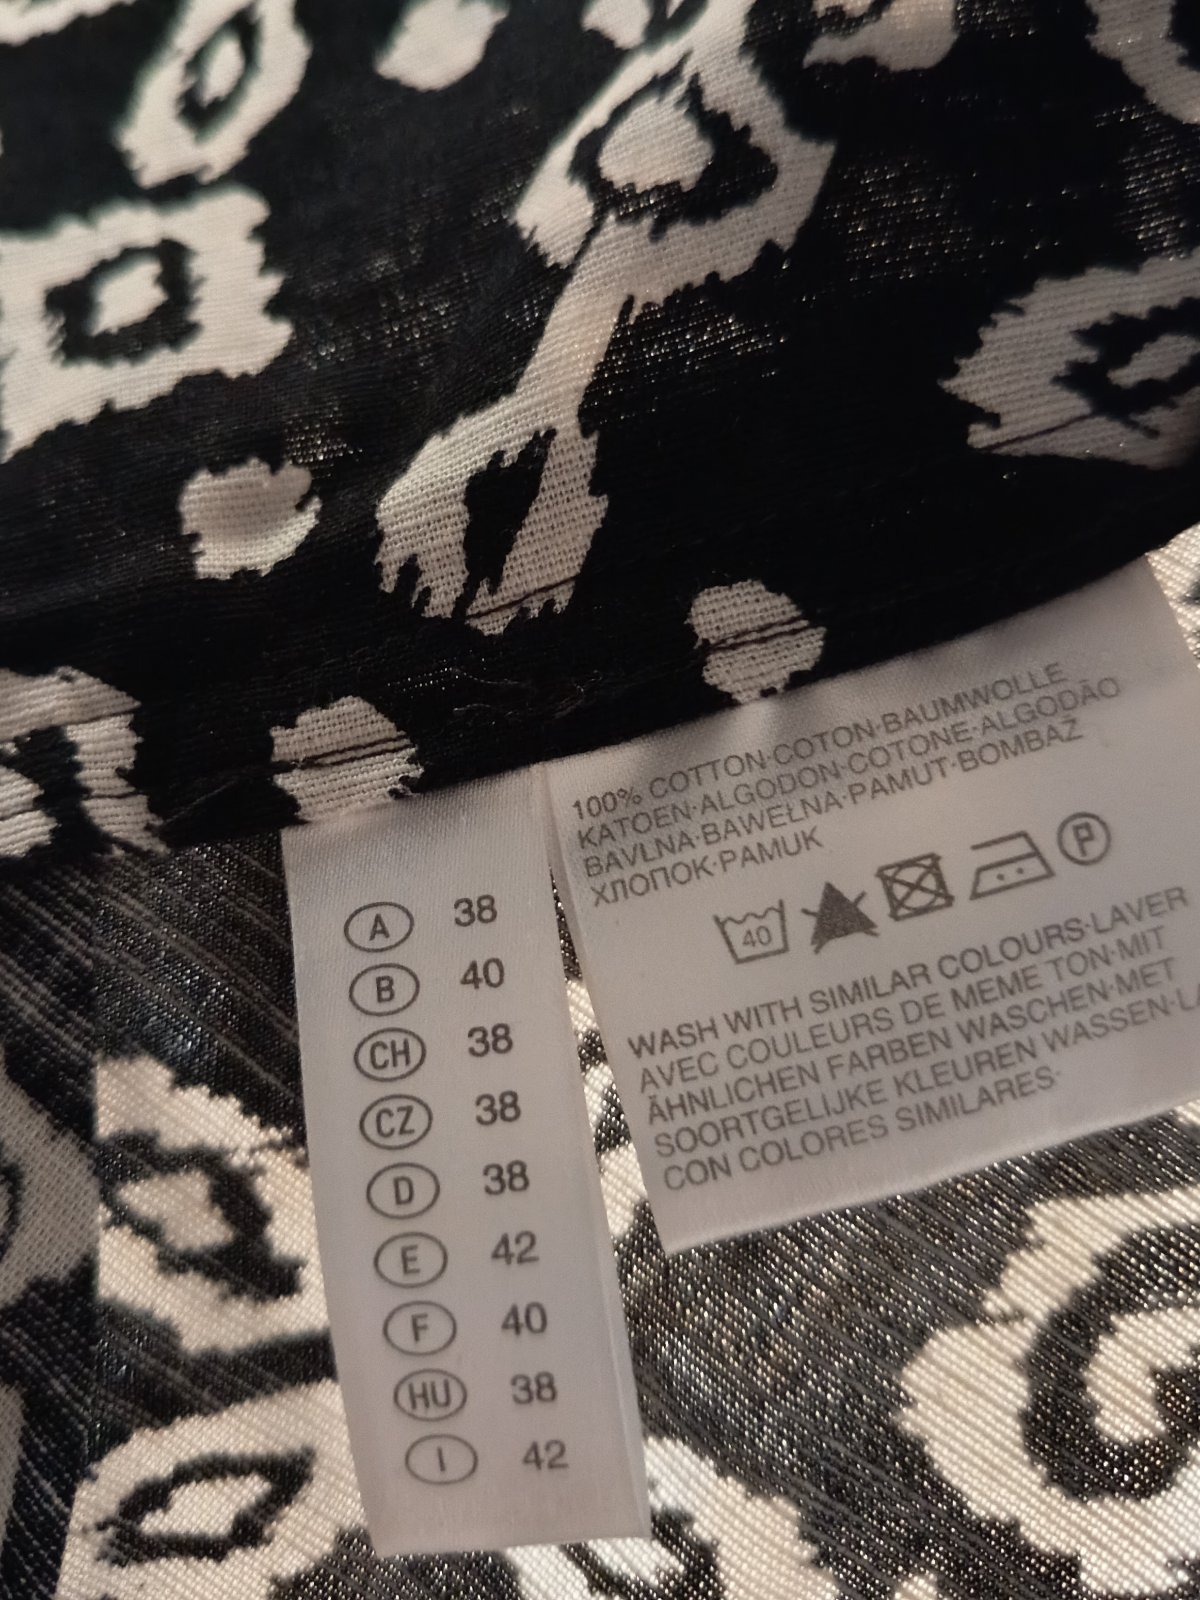 A 38
B 40
CH 38
CZ 38
D 38
E 42
F 40
HU 38
I 42
100% COTTON·COTON·BAUMWOLLE
KATOEN·ALGODON·COTONE·ALGODÃO
BAVLNA·BAWEŁNA·PAMUT·BOMBAŽ
ХЛОПОК·PAMUK
40 P
WASH WITH SIMILAR COLOURS·LAVER
AVEC COULEURS DE MEME TON·MIT
ÄHNLICHEN FARBEN WASCHEN·MET
SOORTGELIJKE KLEUREN WASSEN·
CON COLORES SIMILARES·